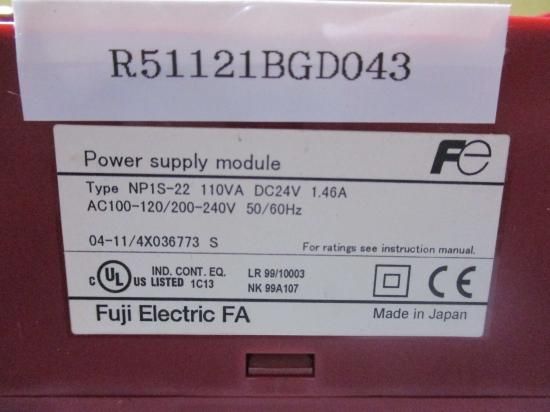 R51121BGD043
Power supply module
Fe
Type NP1S-22 110VA DC24V 1.46A
AC100-120/200-240V 50/60Hz
04-11/4X036773 S
For ratings see instruction manual.
C UL US IND. CONT. EQ. LISTED 1C13
LR 99/10003
NK 99A107
CE
Fuji Electric FA
Made in Japan